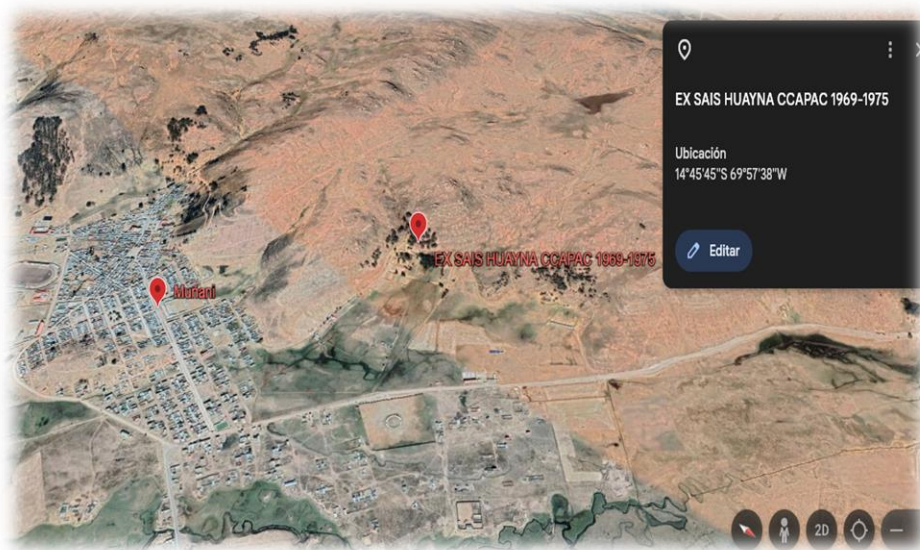 EX SAIS HUAYNA CCAPAC 1969-1975
Ubicación
14°45'45"S 69°57'38"W
Editar
EX SAIS HUAYNA CCAPAC 1969-1975
Muñani
2D